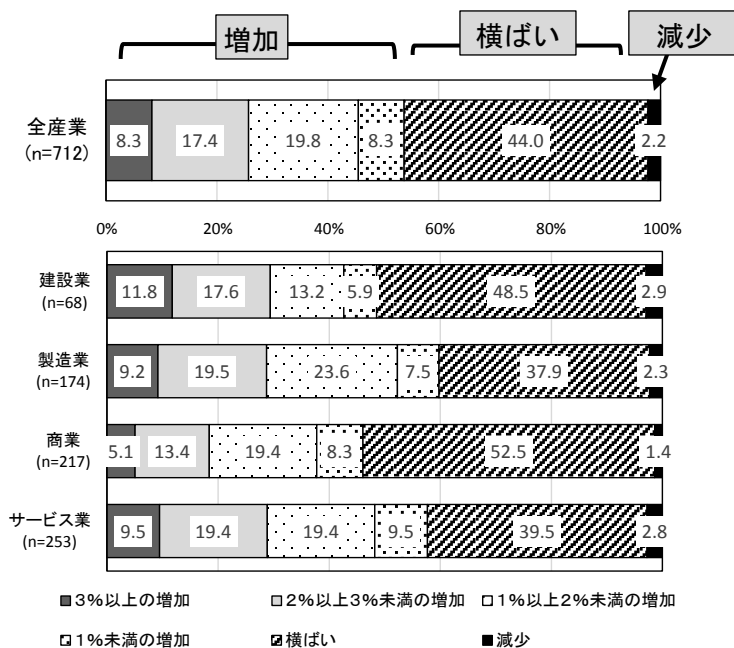 増加
横ばい
減少
全産業
(n=712)
8.3 17.4 19.8 8.3 44.0 2.2
0% 20% 40% 60% 80% 100%
建設業
(n=68)
11.8 17.6 13.2 5.9 48.5 2.9
製造業
(n=174)
9.2 19.5 23.6 7.5 37.9 2.3
商業
(n=217)
5.1 13.4 19.4 8.3 52.5 1.4
サービス業
(n=253)
9.5 19.4 19.4 9.5 39.5 2.8
3%以上の増加 2%以上3%未満の増加 1%以上2%未満の増加
1%未満の増加 横ばい 減少